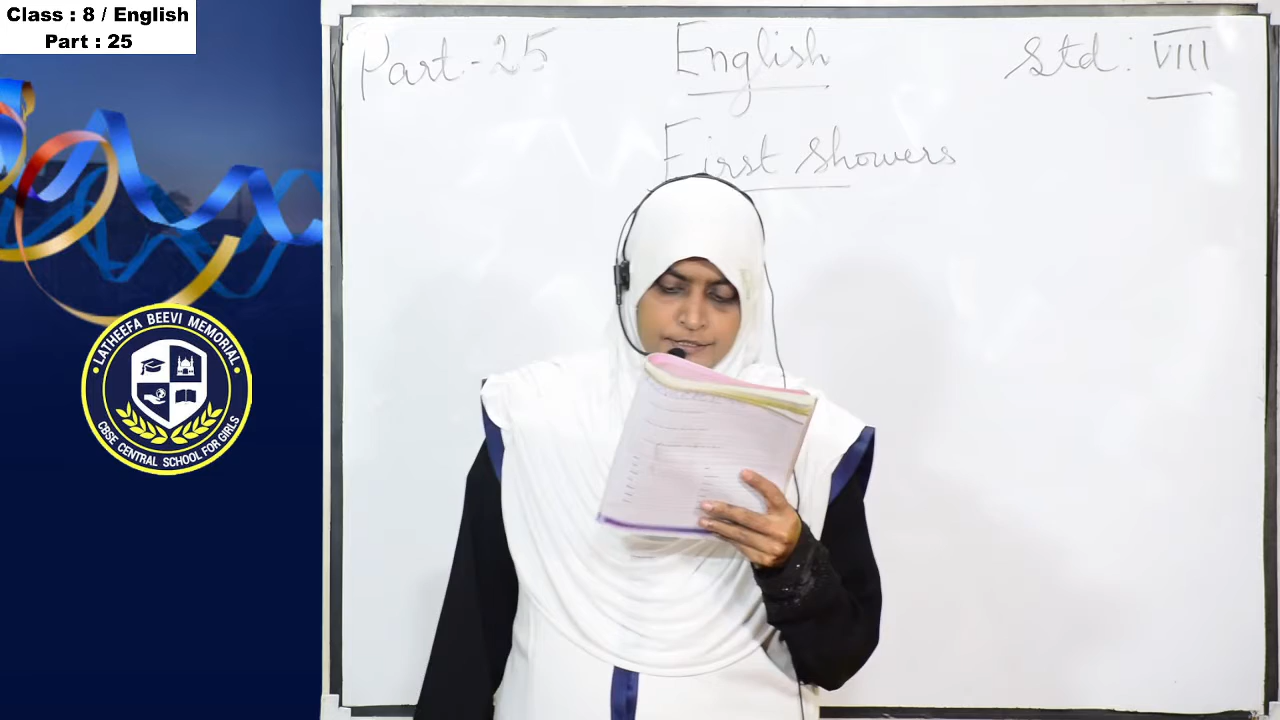 Class : 8 / English
Part : 25
Part.-25
English
Std: VIII
First Showers
LATHEEFA BEEVI MEMORIAL
CBSE CENTRAL SCHOOL FOR GIRLS